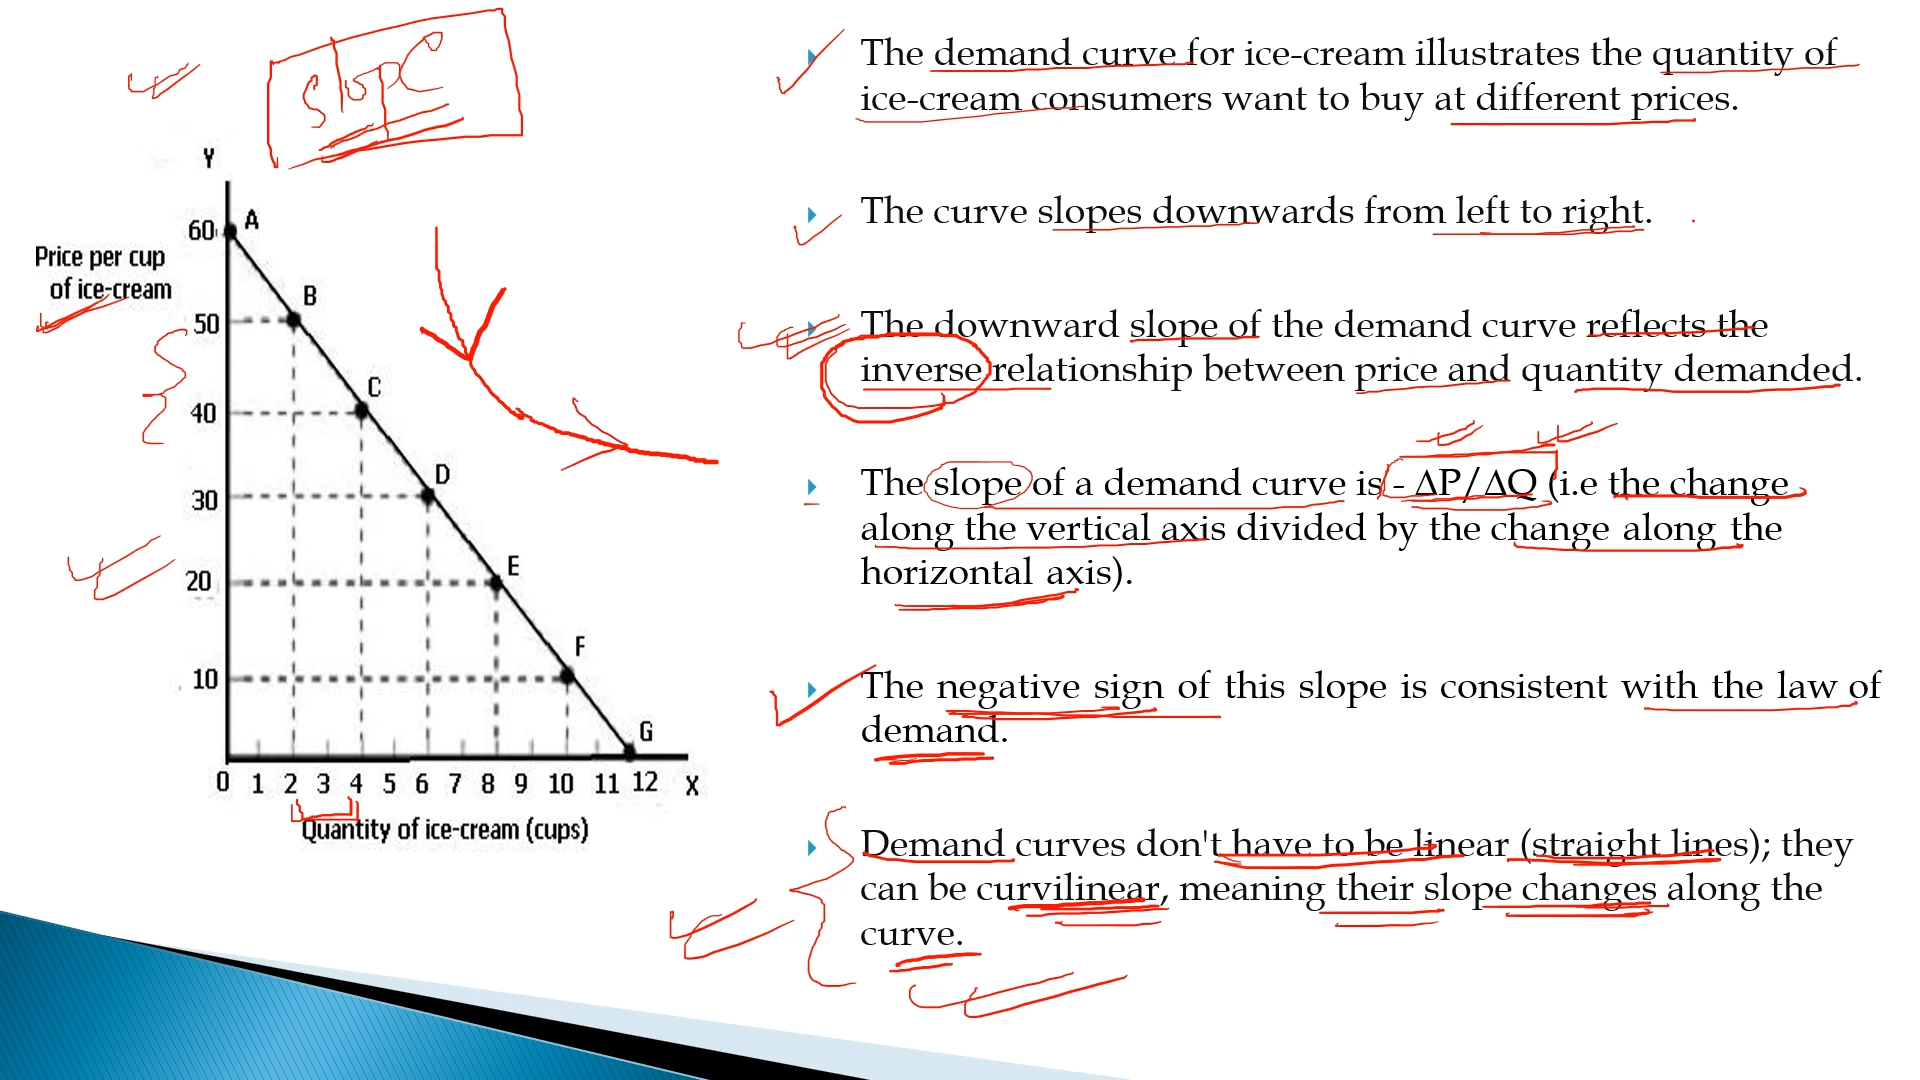 Slope
Y
60
A
Price per cup
of ice-cream
B
50
C
40
D
30
E
20
F
10
G
0 1 2 3 4 5 6 7 8 9 10 11 12 X
Quantity of ice-cream (cups)
The demand curve for ice-cream illustrates the quantity of
ice-cream consumers want to buy at different prices.
The curve slopes downwards from left to right.
The downward slope of the demand curve reflects the
inverse relationship between price and quantity demanded.
The slope of a demand curve is - ΔP/ΔQ (i.e the change
along the vertical axis divided by the change along the
horizontal axis).
The negative sign of this slope is consistent with the law of
demand.
Demand curves don't have to be linear (straight lines); they
can be curvilinear, meaning their slope changes along the
curve.